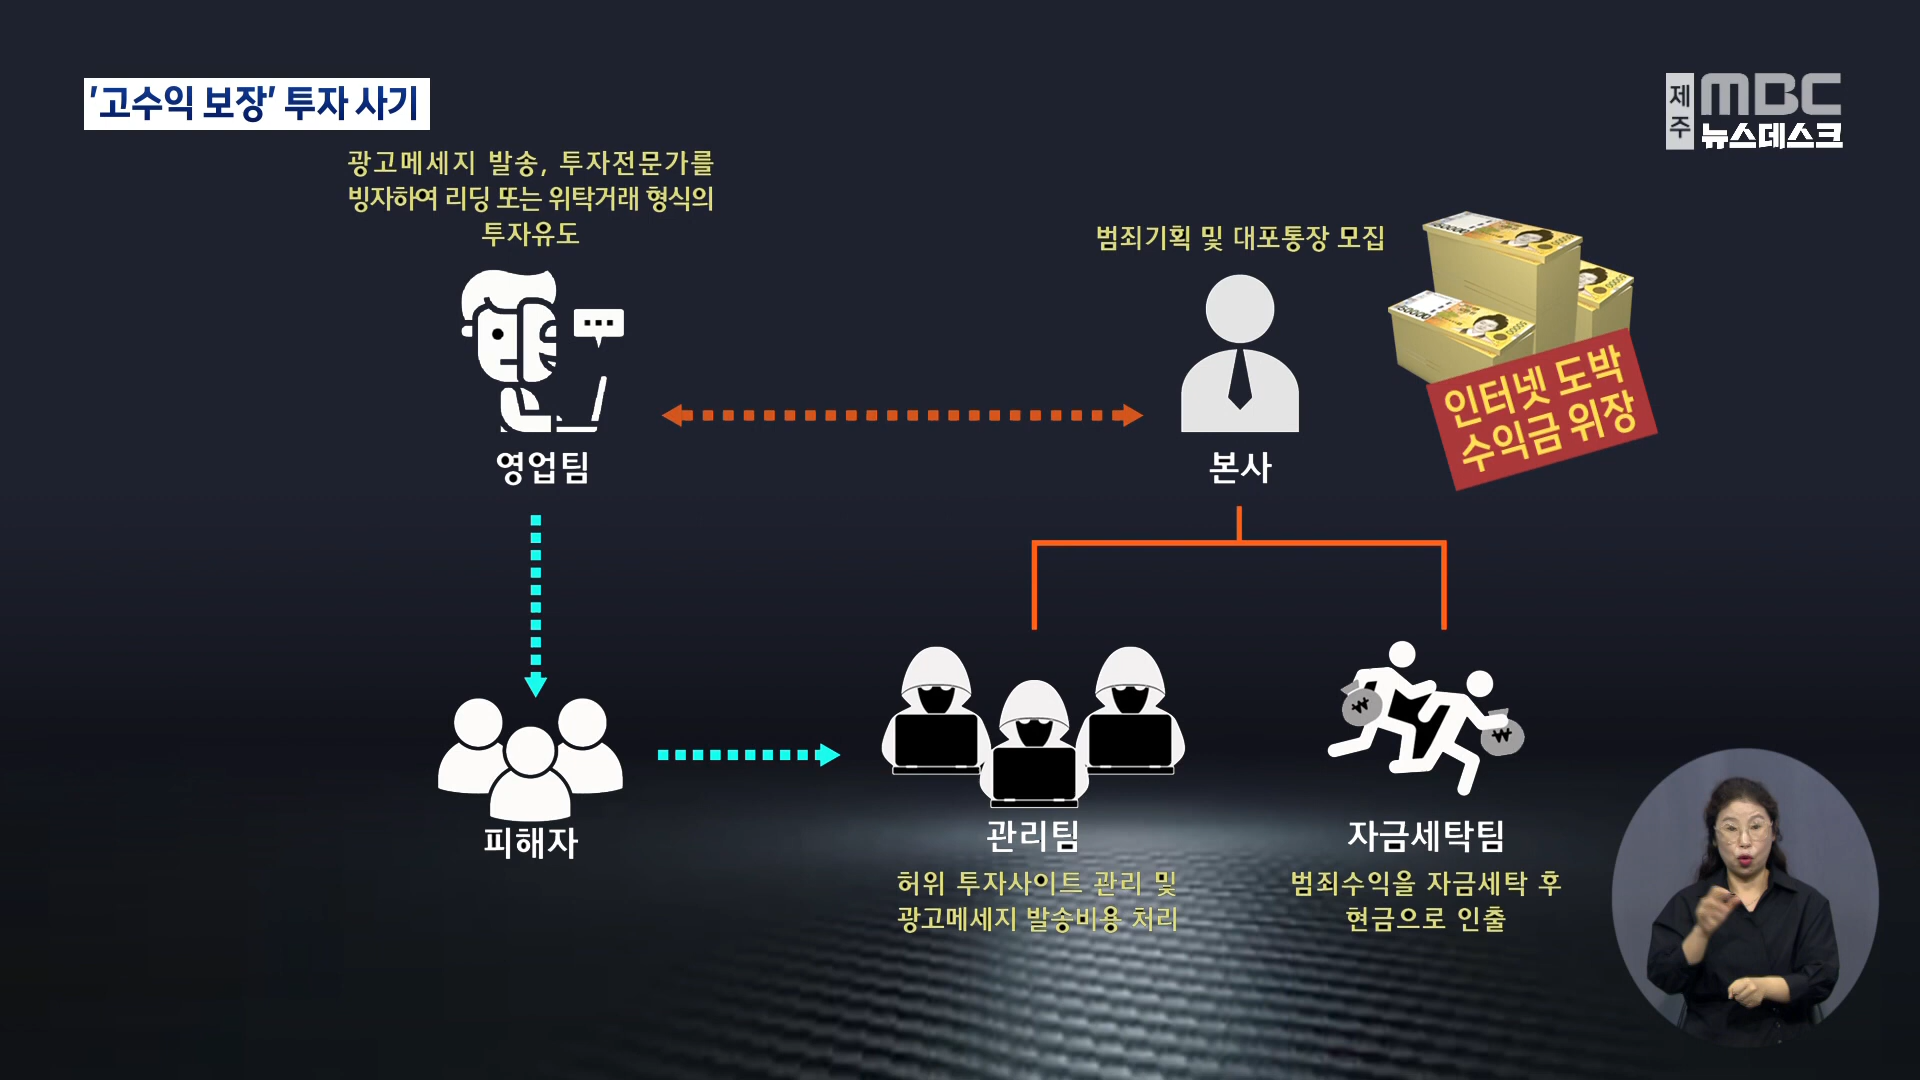 '고수익 보장' 투자 사기
제주
MBC
뉴스데스크
광고메세지 발송, 투자전문가를
빙자하여 리딩 또는 위탁거래 형식의
투자유도
영업팀
범죄기획 및 대포통장 모집
본사
50000
50000
인터넷 도박
수익금 위장
피해자
관리팀
허위 투자사이트 관리 및
광고메세지 발송비용 처리
자금세탁팀
범죄수익을 자금세탁 후
현금으로 인출